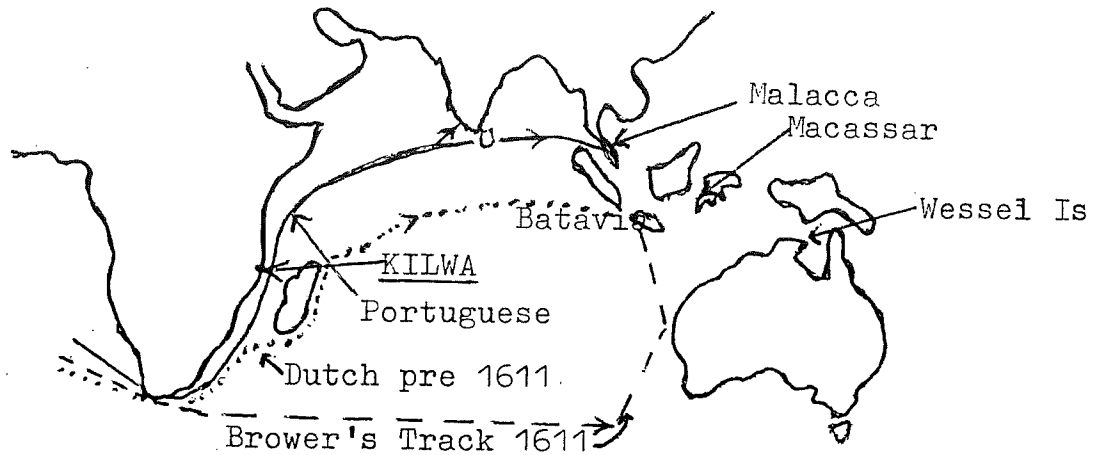 Malacca
Macassar
Wessel Is
Batavia
KILWA
Portuguese
Dutch pre 1611
Brower's Track 1611